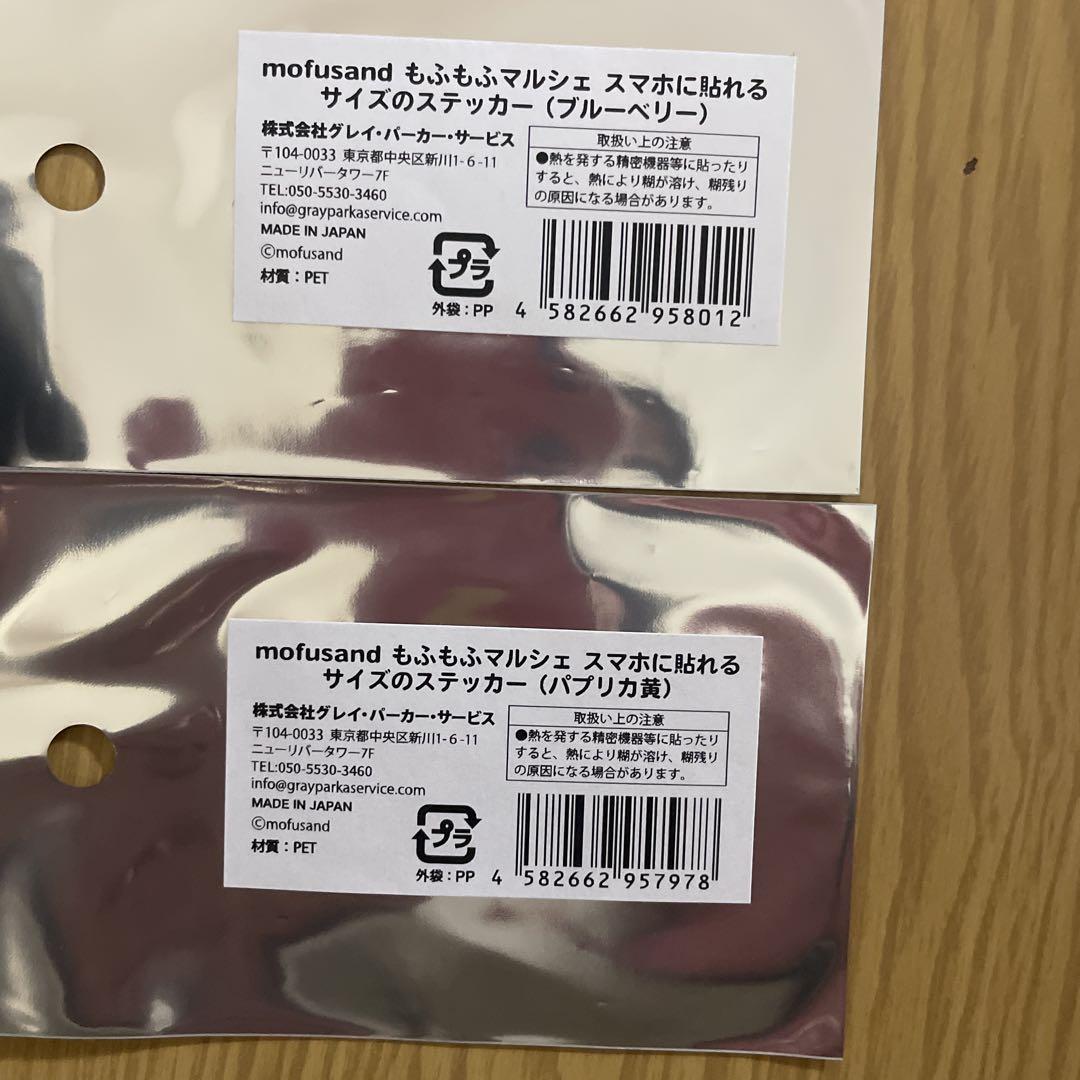 mofusand もふもふマルシェ スマホに貼れる
サイズのステッカー（ブルーベリー）
株式会社グレイ・パーカー・サービス
〒104-0033 東京都中央区新川1-6-11
ニューリバータワー7F
TEL:050-5530-3460
info@grayparkaservice.com
MADE IN JAPAN
©mofusand
材質：PET
取扱い上の注意
●熱を発する精密機器等に貼ったり
すると、熱により糊が溶け、糊残り
の原因になる場合があります。
プラ
外袋：PP
4 582662 958012
mofusand もふもふマルシェ スマホに貼れる
サイズのステッカー（パプリカ黄）
株式会社グレイ・パーカー・サービス
〒104-0033 東京都中央区新川1-6-11
ニューリバータワー7F
TEL:050-5530-3460
info@grayparkaservice.com
MADE IN JAPAN
©mofusand
材質：PET
取扱い上の注意
●熱を発する精密機器等に貼ったり
すると、熱により糊が溶け、糊残り
の原因になる場合があります。
プラ
外袋：PP
4 582662 957978